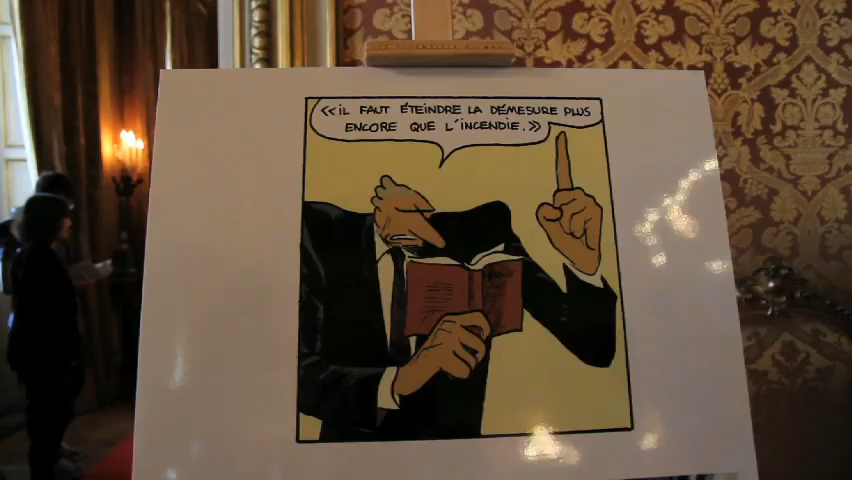 <<IL FAUT ÉTEINDRE LA DÉMESURE PLUS
ENCORE QUE L'INCENDIE.>>